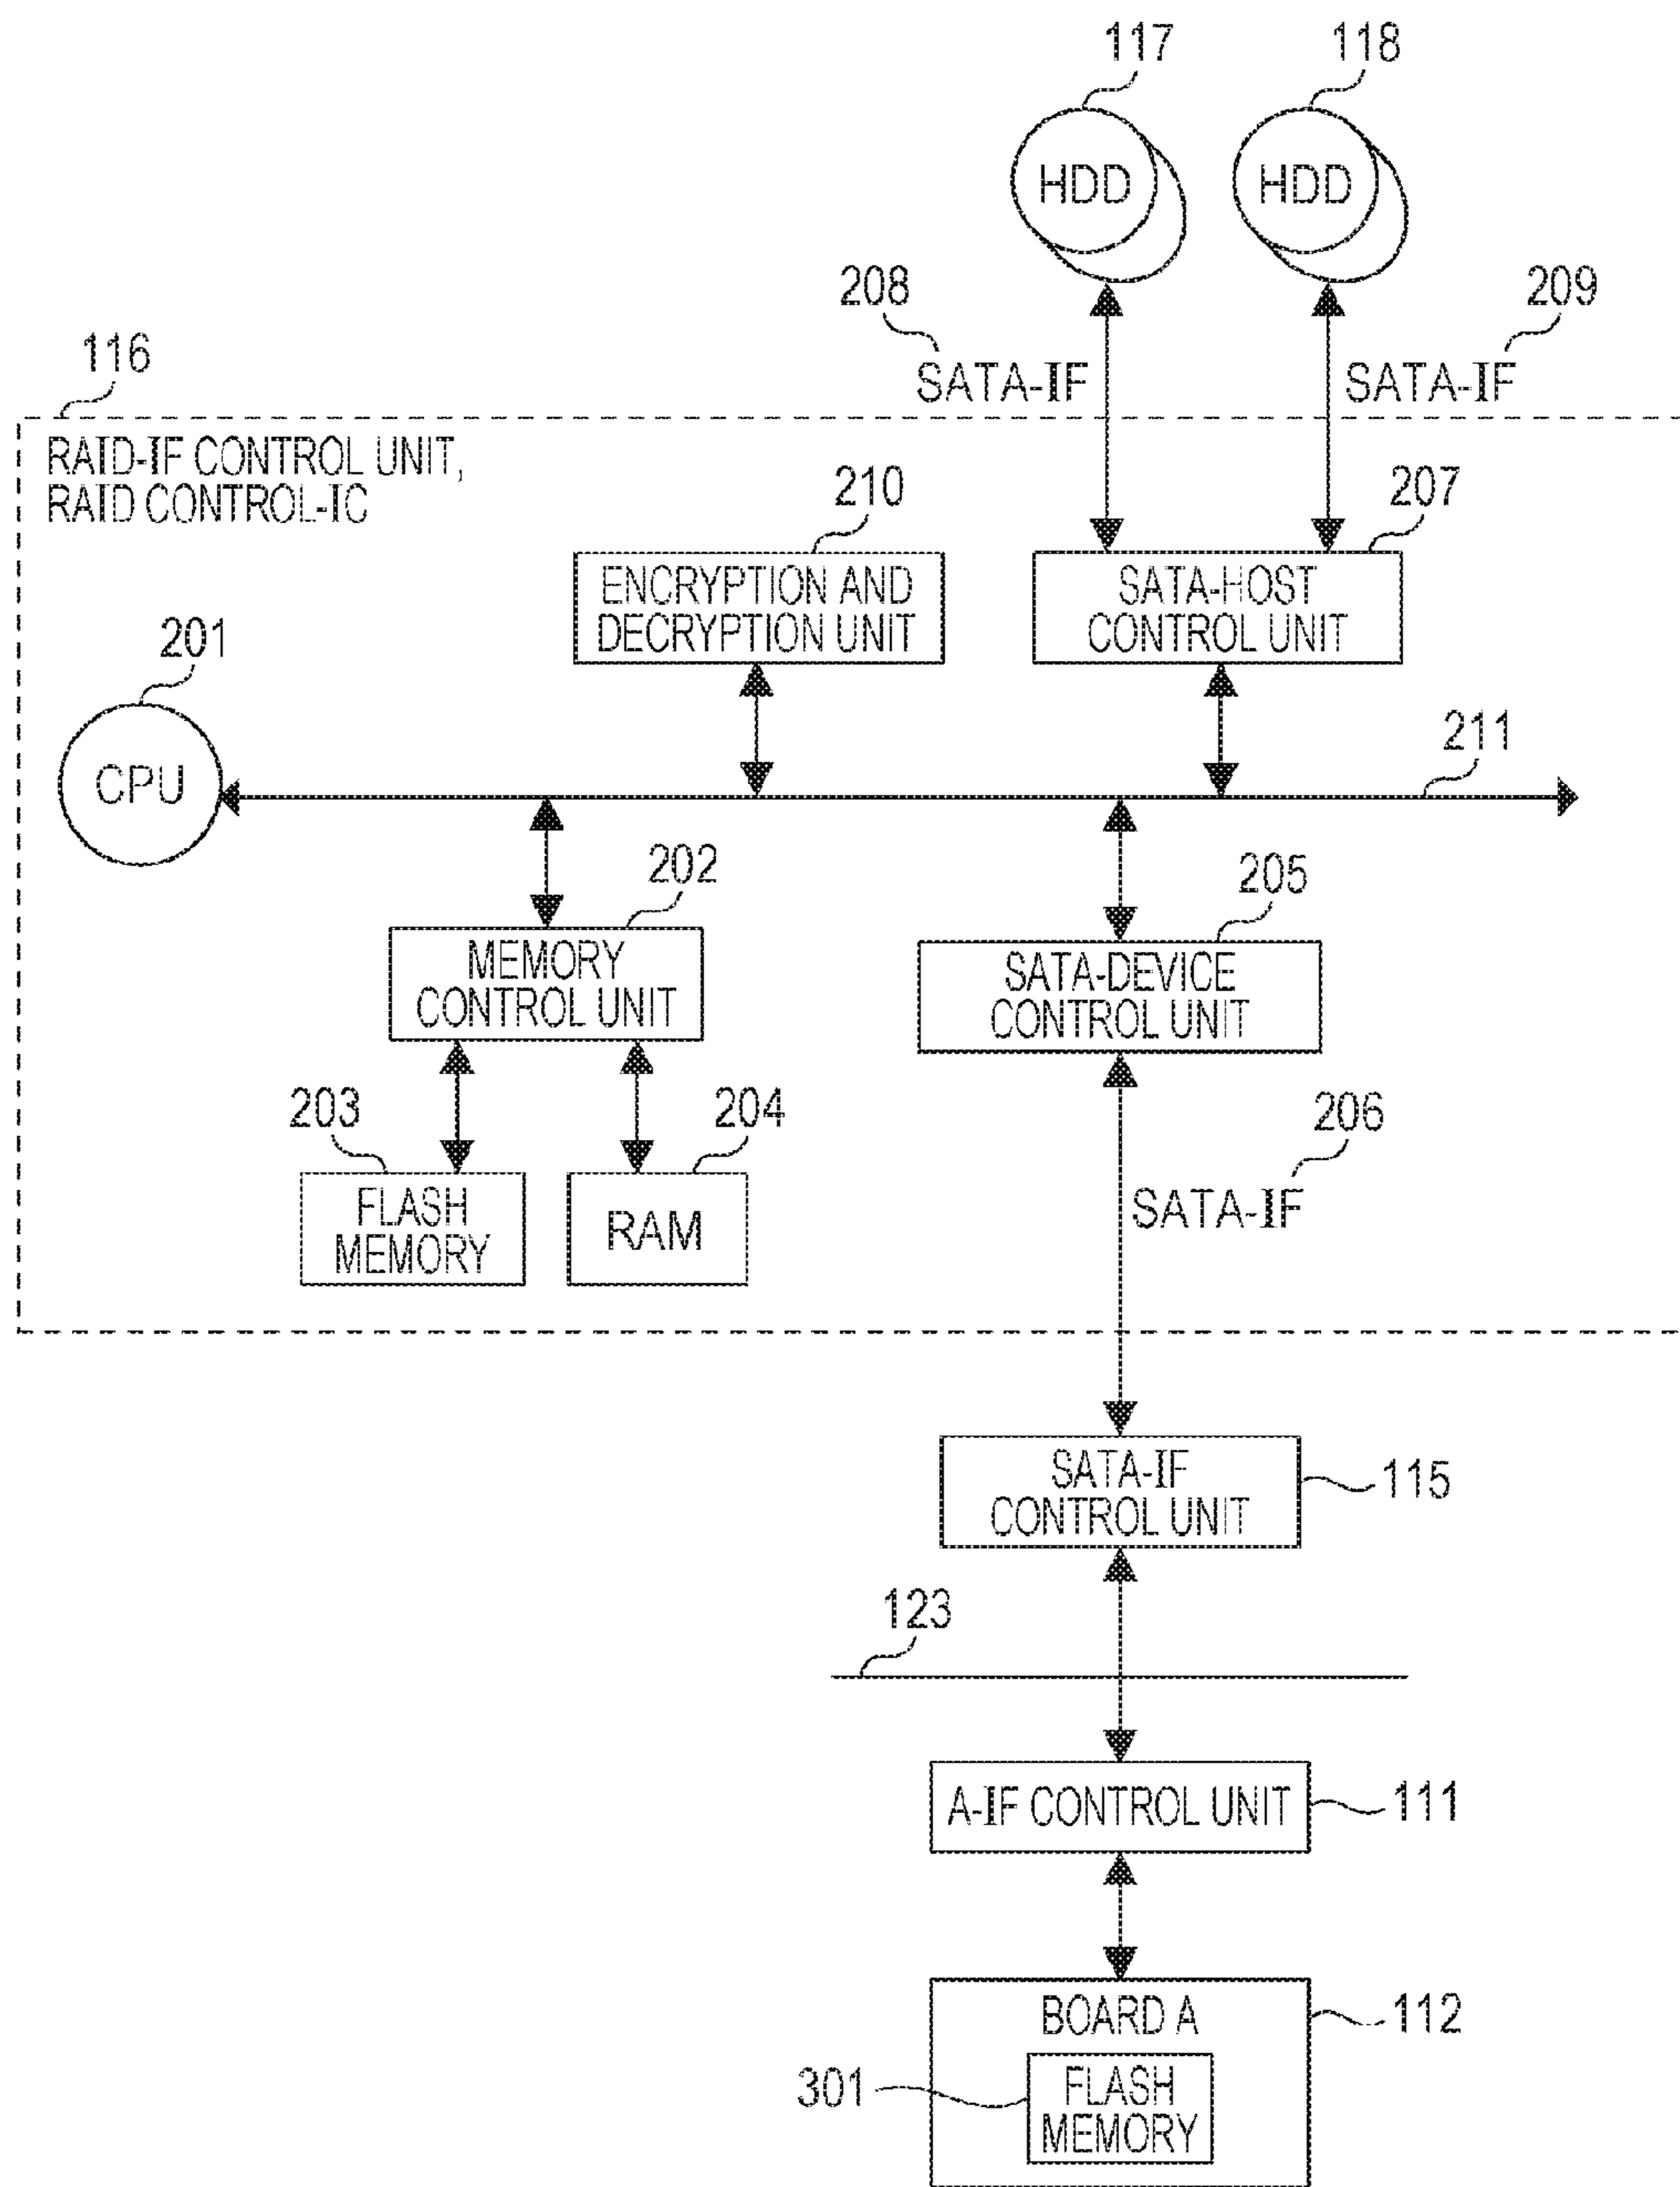 117
118
HDD
HDD
208
209
SATA-IF
SATA-IF
116
RAID-IF CONTROL UNIT,
RAID CONTROL-IC
210
207
ENCRYPTION AND
DECRYPTION UNIT
SATA-HOST
CONTROL UNIT
201
CPU
211
202
205
MEMORY
CONTROL UNIT
SATA-DEVICE
CONTROL UNIT
203
204
206
FLASH
MEMORY
RAM
SATA-IF
SATA-IF
CONTROL UNIT
115
123
A-IF CONTROL UNIT
111
BOARD A
112
301
FLASH
MEMORY